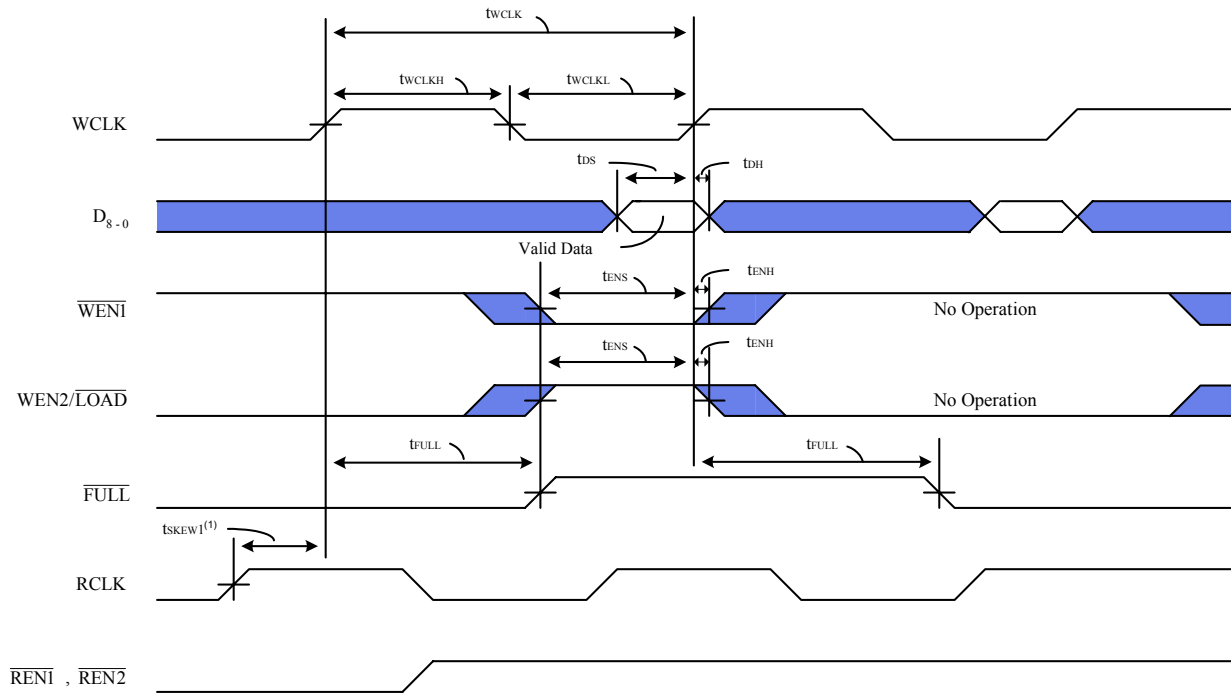 tWCLK
tWCLKH
tWCLKL
WCLK
tDS
tDH
D8 - 0
Valid Data
tENS
tENH
WEN1
No Operation
tENS
tENH
WEN2/LOAD
No Operation
tFULL
tFULL
FULL
tSKEW1(1)
RCLK
REN1 , REN2